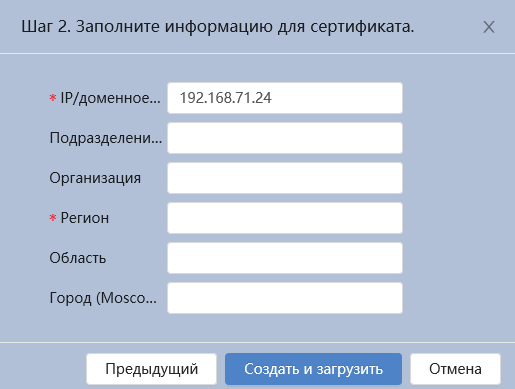 Шаг 2. Заполните информацию для сертификата.
* IP/доменное... 192.168.71.24
Подразделени...
Организация
* Регион
Область
Город (Mosco...
Предыдущий Создать и загрузить Отмена